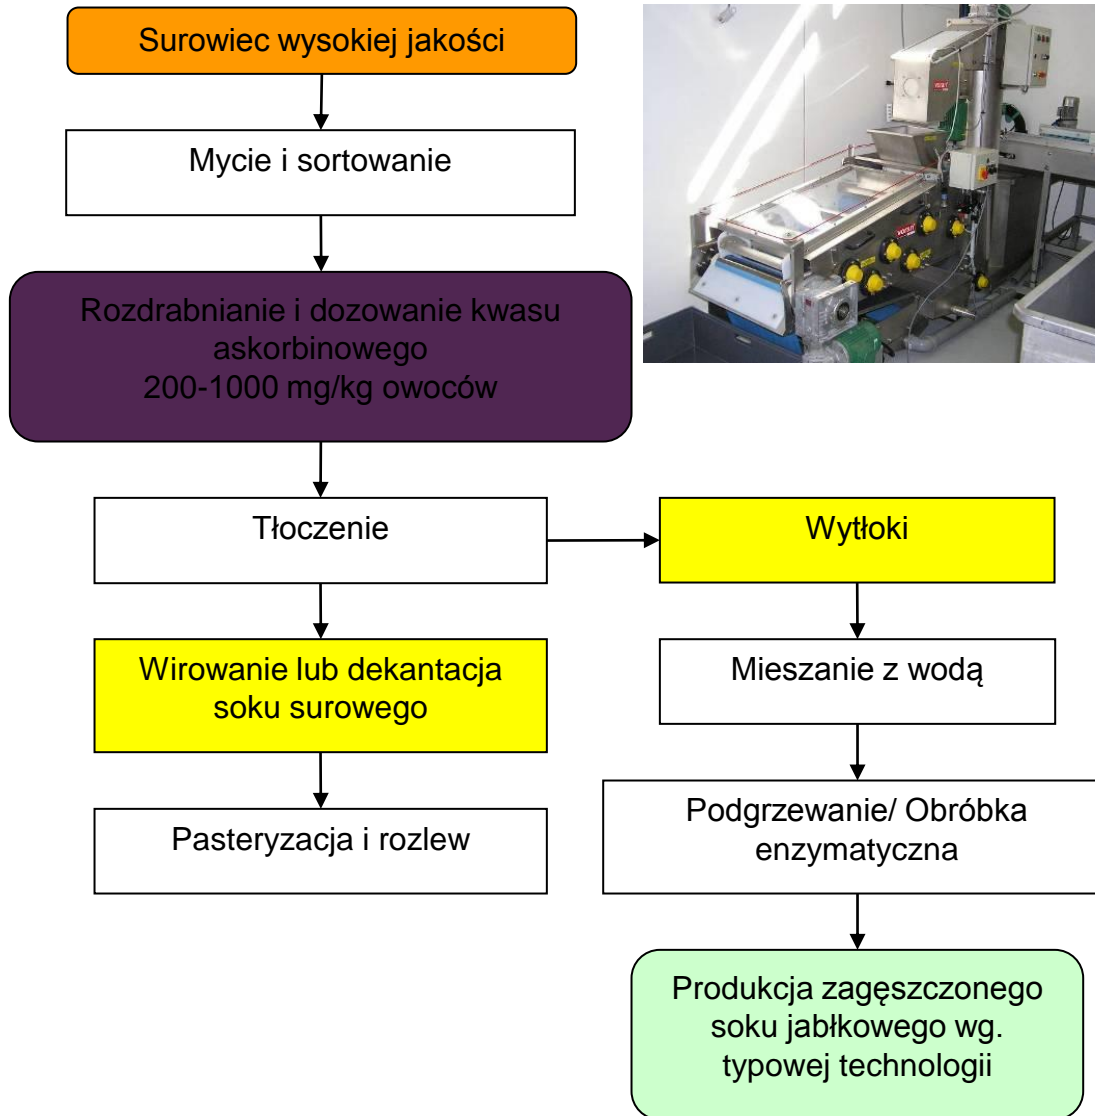 Surowiec wysokiej jakości
Mycie i sortowanie
Rozdrabnianie i dozowanie kwasu
askorbinowego
200-1000 mg/kg owoców
Tłoczenie
Wytłoki
Wirowanie lub dekantacja
soku surowego
Mieszanie z wodą
Pasteryzacja i rozlew
Podgrzewanie/ Obróbka
enzymatyczna
Produkcja zagęszczonego
soku jabłkowego wg.
typowej technologii